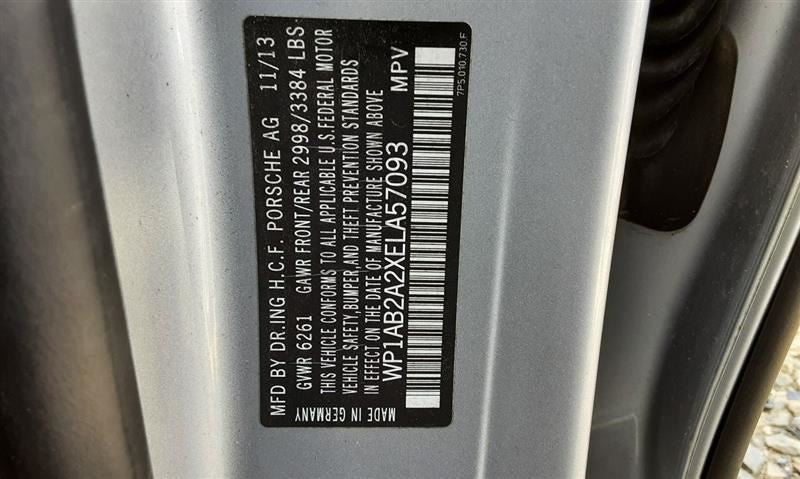 MFD BY DR.ING H.C.F. PORSCHE AG 11/13
GVWR 6261 GAWR FRONT/REAR 2998/3384 LBS
THIS VEHICLE CONFORMS TO ALL APPLICABLE U.S.FEDERAL MOTOR
VEHICLE SAFETY,BUMPER,AND THEFT PREVENTION STANDARDS
IN EFFECT ON THE DATE OF MANUFACTURE SHOWN ABOVE
WP1AB2A2XELA57093 MPV
MADE IN GERMANY
7P5.010.730.F